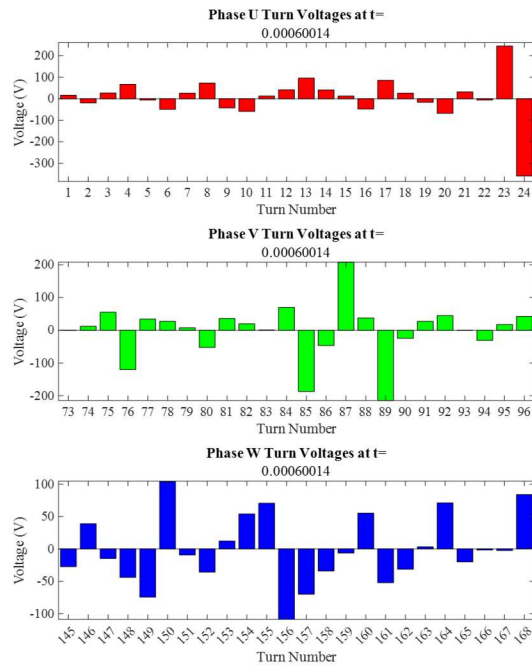 Phase U Turn Voltages at t=
0.00060014
200
100
0
-100
-200
-300
Voltage (V)
1 2 3 4 5 6 7 8 9 10 11 12 13 14 15 16 17 18 19 20 21 22 23 24
Turn Number
Phase V Turn Voltages at t=
0.00060014
200
100
0
-100
-200
Voltage (V)
73 74 75 76 77 78 79 80 81 82 83 84 85 86 87 88 89 90 91 92 93 94 95 96
Turn Number
Phase W Turn Voltages at t=
0.00060014
100
50
0
-50
-100
Voltage (V)
145 146 147 148 149 150 151 152 153 154 155 156 157 158 159 160 161 162 163 164 165 166 167 168
Turn Number